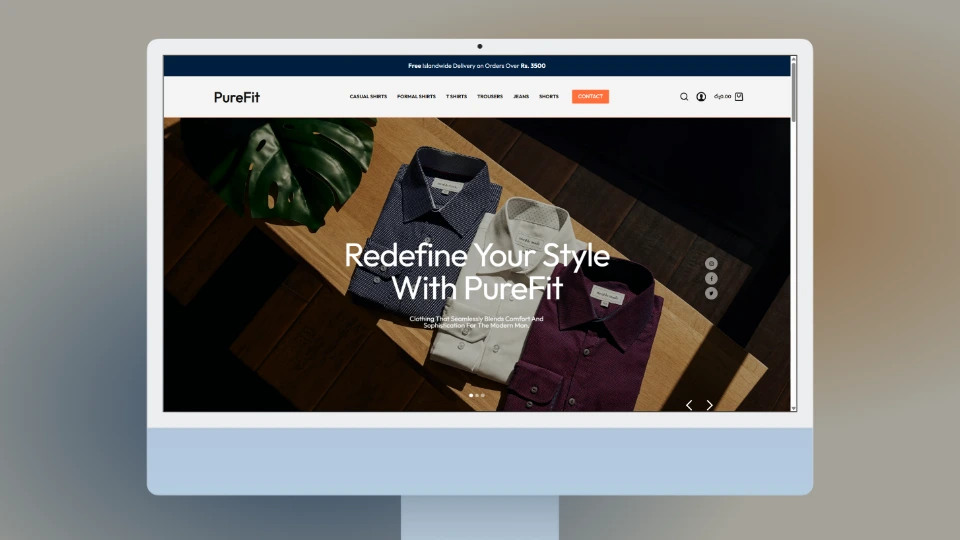 Free Islandwide Delivery on Orders Over Rs. 3500
PureFit
CASUAL SHIRTS FORMAL SHIRTS T SHIRTS TROUSERS JEANS SHORTS CONTACT
රු0.00
Redefine Your Style
With PureFit
Clothing That Seamlessly Blends Comfort And
Sophistication For The Modern Man.